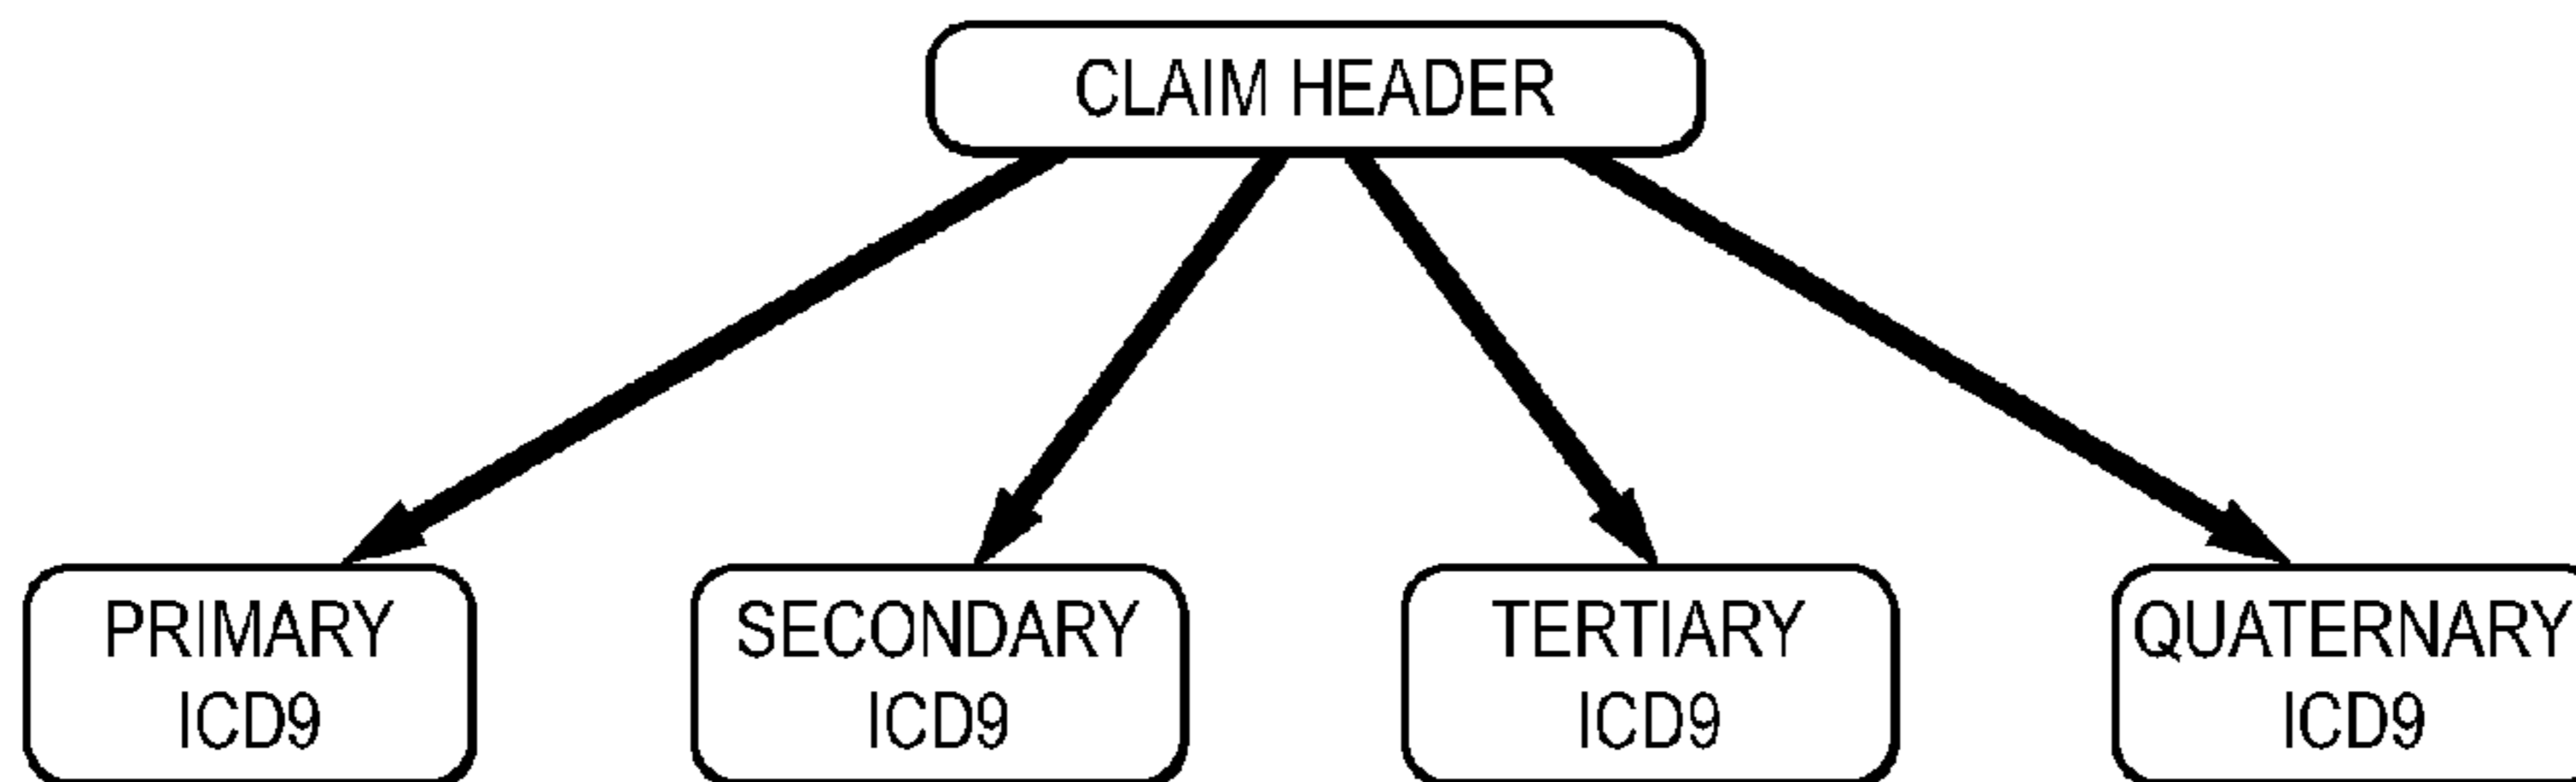 CLAIM HEADER
PRIMARY
ICD9
SECONDARY
ICD9
TERTIARY
ICD9
QUATERNARY
ICD9